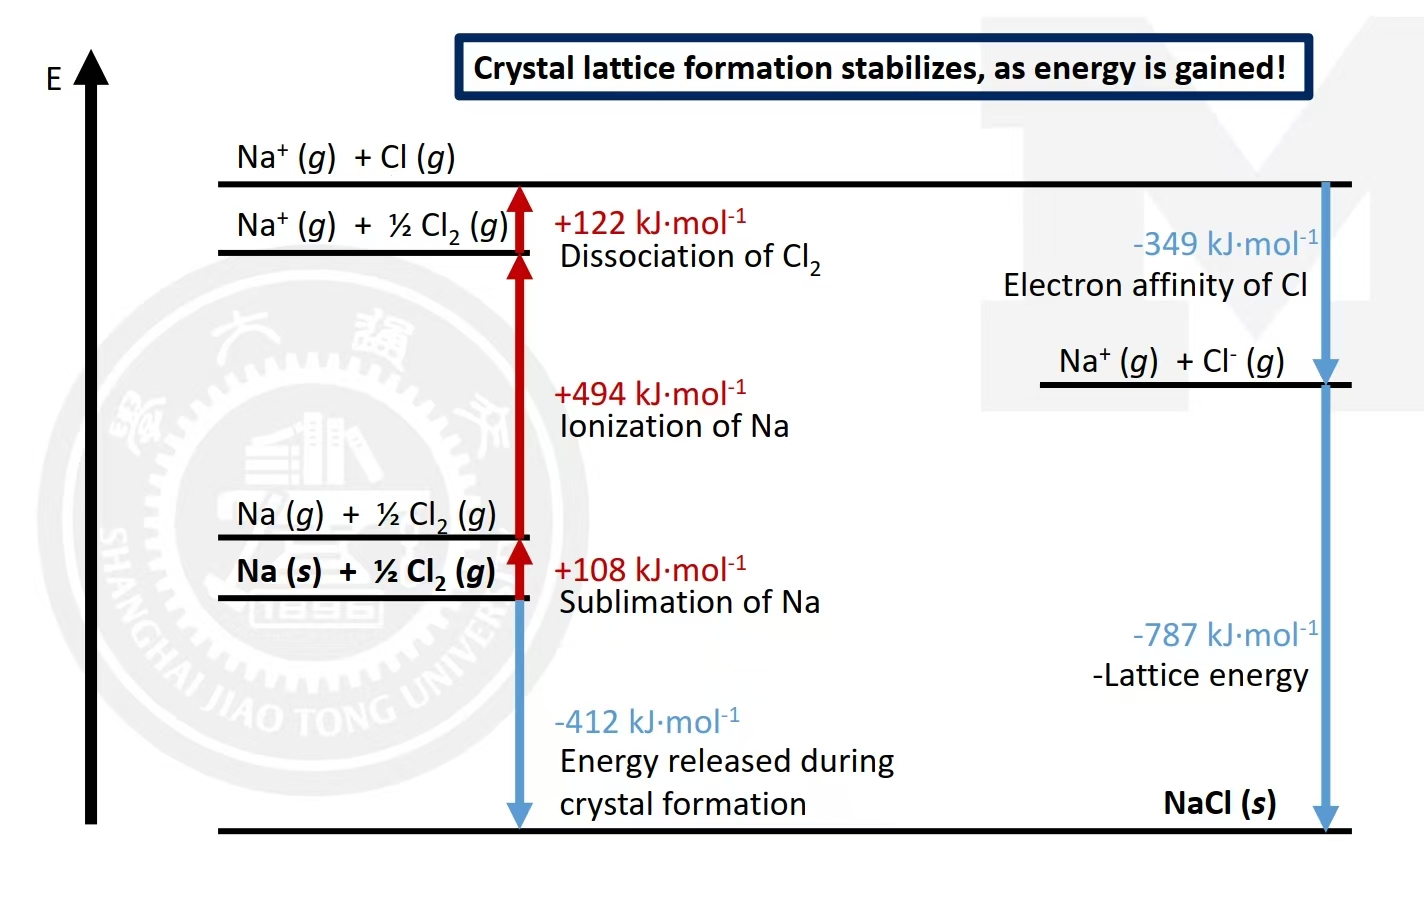 Crystal lattice formation stabilizes, as energy is gained!
E
Na⁺ (g) + Cl (g)
Na⁺ (g) + ½ Cl₂ (g)
+122 kJ·mol⁻¹
Dissociation of Cl₂
-349 kJ·mol⁻¹
Electron affinity of Cl
Na⁺ (g) + Cl⁻ (g)
+494 kJ·mol⁻¹
Ionization of Na
Na (g) + ½ Cl₂ (g)
Na (s) + ½ Cl₂ (g)
+108 kJ·mol⁻¹
Sublimation of Na
-787 kJ·mol⁻¹
-Lattice energy
-412 kJ·mol⁻¹
Energy released during
crystal formation
NaCl (s)
1896
SHANGHAI JIAO TONG UNIVER